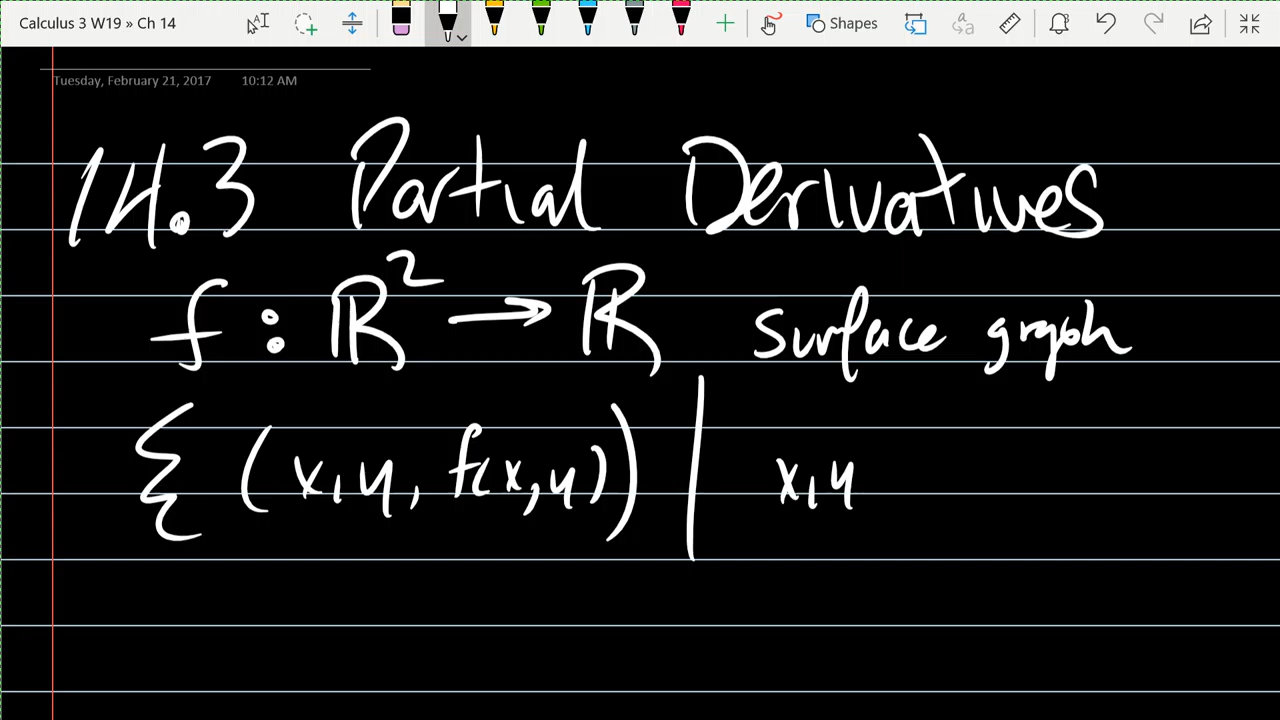 Calculus 3 W19 » Ch 14
Shapes
Tuesday, February 21, 2017 10:12 AM
14.3 Partial Derivatives
f : ℝ² → ℝ surface graph
{ (x, y, f(x, y)) | x, y